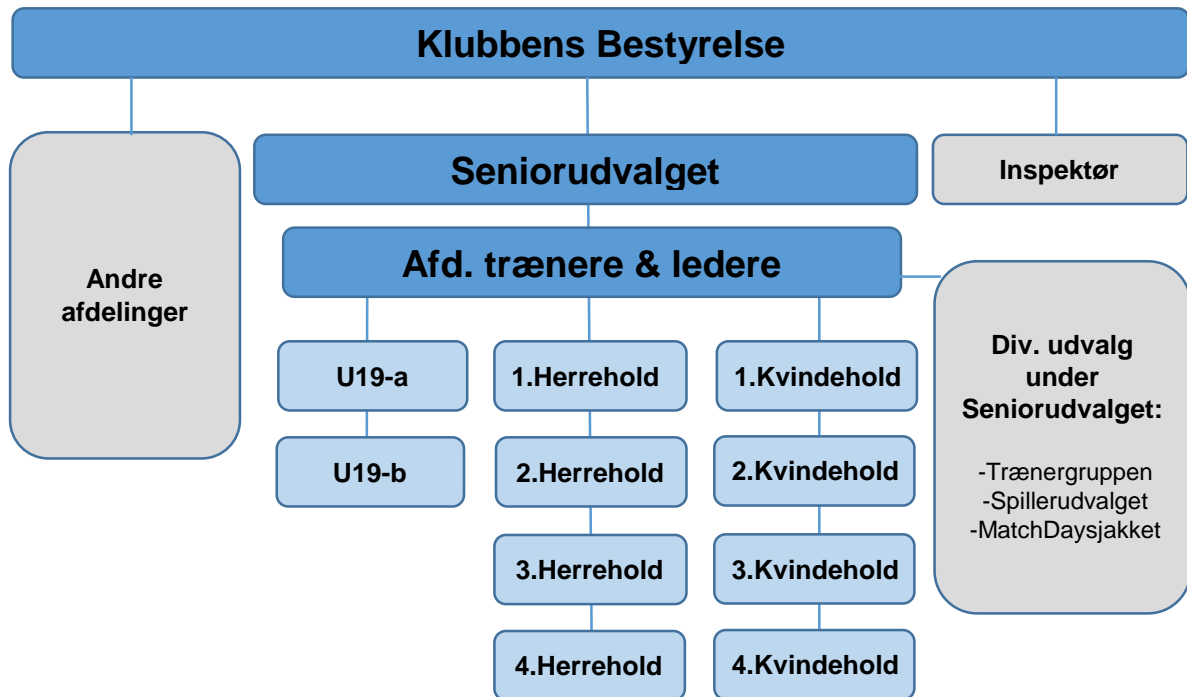 Klubbens Bestyrelse
Seniorudvalget
Inspektør
Andre
afdelinger
Afd. trænere & ledere
U19-a
U19-b
1.Herrehold
2.Herrehold
3.Herrehold
4.Herrehold
1.Kvindehold
2.Kvindehold
3.Kvindehold
4.Kvindehold
Div. udvalg
under
Seniorudvalget:
-Trænergruppen
-Spillerudvalget
-MatchDaysjakket